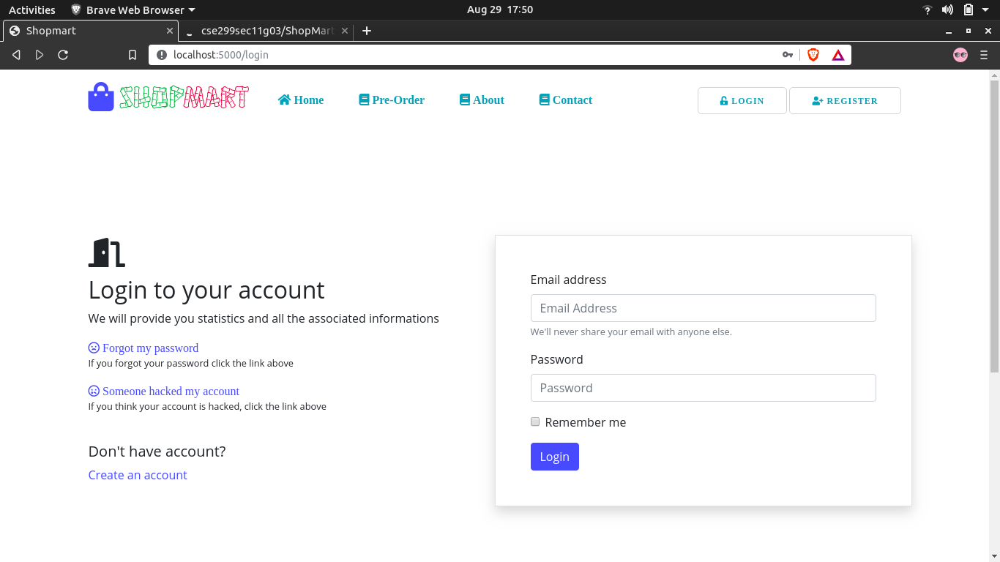 Activities Brave Web Browser Aug 29 17:50
Shopmart cse299sec11g03/ShopMart
localhost:5000/login
SHOPMART Home Pre-Order About Contact LOGIN REGISTER
Login to your account
We will provide you statistics and all the associated informations
Forgot my password
If you forgot your password click the link above
Someone hacked my account
If you think your account is hacked, click the link above
Don't have account?
Create an account
Email address
Email Address
We'll never share your email with anyone else.
Password
Password
Remember me
Login